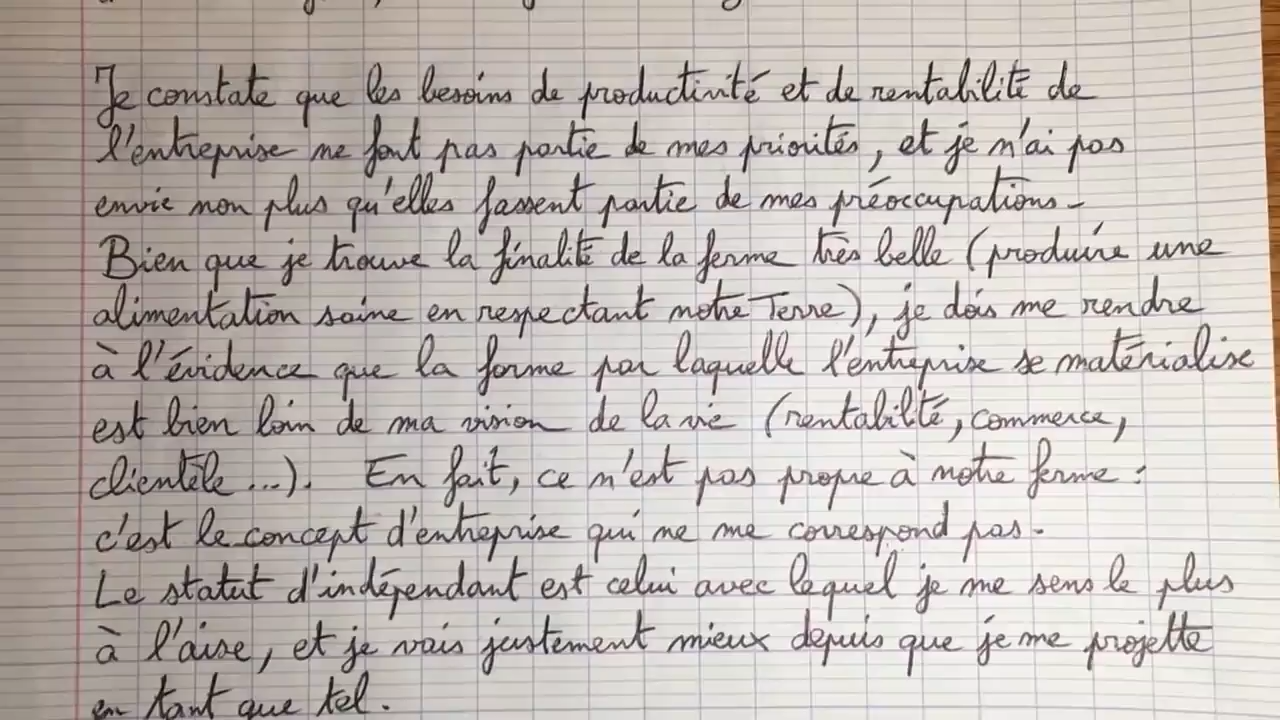 Je constate que les besoins de productivité et de rentabilité de
l'entreprise ne font pas partie de mes priorités, et je n'ai pas
envie non plus qu'elles fassent partie de mes préoccupations.
Bien que je trouve la finalité de la ferme très belle (produire une
alimentation saine en respectant notre Terre), je dois me rendre
à l'évidence que la forme par laquelle l'entreprise se matérialise
est bien loin de ma vision de la vie (rentabilité, commerce,
clientèle...). En fait, ce n'est pas propre à notre ferme :
c'est le concept d'entreprise qui ne me correspond pas.
Le statut d'indépendant est celui avec lequel je me sens le plus
à l'aise, et je vais justement mieux depuis que je me projette
en tant que tel.